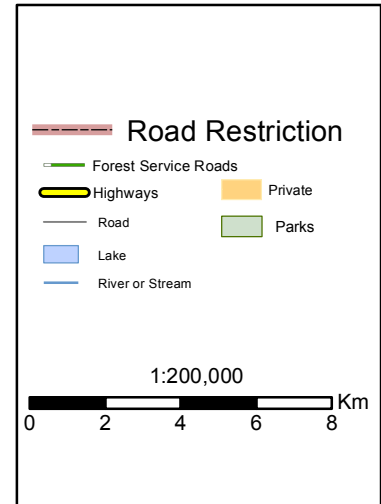 Road Restriction
Forest Service Roads
Highways
Private
Road
Parks
Lake
River or Stream
1:200,000
Km
0 2 4 6 8